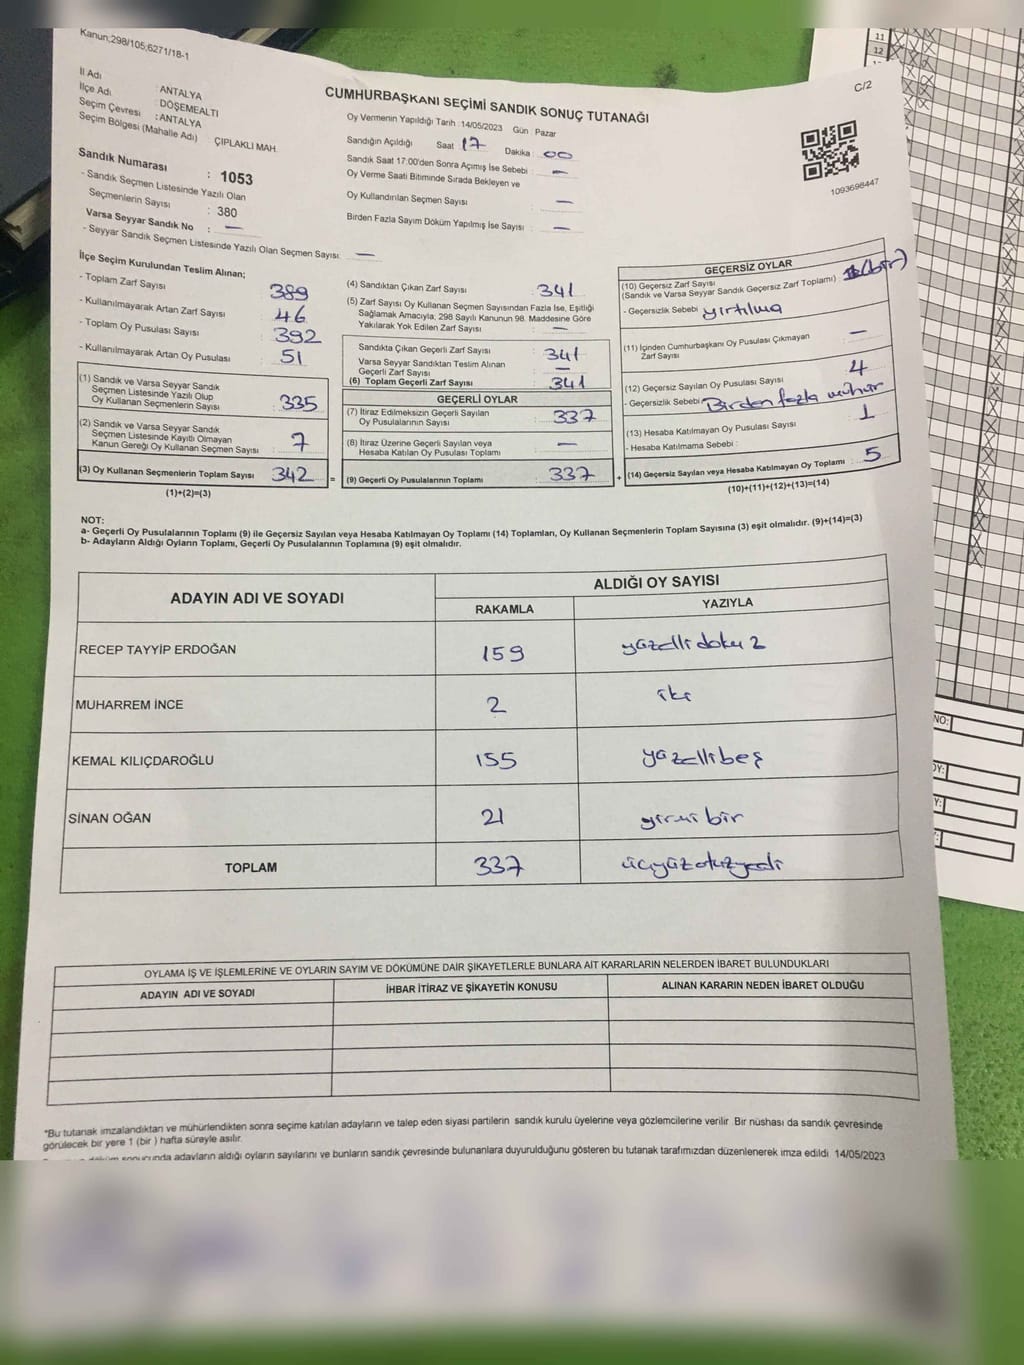 Kanun;298/105;6271/18-1
C/2
İl Adı : ANTALYA
İlçe Adı : DÖŞEMEALTI
Seçim Çevresi : ANTALYA
Seçim Bölgesi (Mahalle Adı) ÇIPLAKLI MAH.
Sandık Numarası : 1053
- Sandık Seçmen Listesinde Yazılı Olan
Seçmenlerin Sayısı : 380
Varsa Seyyar Sandık No : —
- Seyyar Sandık Seçmen Listesinde Yazılı Olan Seçmen Sayısı: —
CUMHURBAŞKANI SEÇİMİ SANDIK SONUÇ TUTANAĞI
Oy Vermenin Yapıldığı Tarih :14/05/2023 Gün : Pazar
Sandığın Açıldığı Saat 17 Dakika : 00
Sandık Saat 17:00'den Sonra Açımış İse Sebebi : —
Oy Verme Saati Bitiminde Sırada Bekleyen ve
Oy Kullandırılan Seçmen Sayısı : —
Birden Fazla Sayım Döküm Yapılmış İse Sayısı : —
1093698447
İlçe Seçim Kurulundan Teslim Alınan;
- Toplam Zarf Sayısı 389
- Kullanılmayarak Artan Zarf Sayısı 46
- Toplam Oy Pusulası Sayısı 392
- Kullanılmayarak Artan Oy Pusulası 51
(1) Sandık ve Varsa Seyyar Sandık
Seçmen Listesinde Yazılı Olup
Oy Kullanan Seçmenlerin Sayısı : 335
(2) Sandık ve Varsa Seyyar Sandık
Seçmen Listesinde Kayıtlı Olmayan
Kanun Gereği Oy Kullanan Seçmen Sayısı : 7
(3) Oy Kullanan Seçmenlerin Toplam Sayısı : 342
(1)+(2)=(3)
(4) Sandıktan Çıkan Zarf Sayısı : 341
(5) Zarf Sayısı Oy Kullanan Seçmen Sayısından Fazla İse, Eşitliği
Sağlamak Amacıyla; 298 Sayılı Kanunun 98. Maddesine Göre
Yakılarak Yok Edilen Zarf Sayısı : —
Sandıkta Çıkan Geçerli Zarf Sayısı : 341
Varsa Seyyar Sandıktan Teslim Alınan
Geçerli Zarf Sayısı : —
(6) Toplam Geçerli Zarf Sayısı : 341
GEÇERLİ OYLAR
(7) İtiraz Edilmeksizin Geçerli Sayılan
Oy Pusulalarının Sayısı : 337
(8) İtiraz Üzerine Geçerli Sayılan veya
Hesaba Katılan Oy Pusulası Toplamı : —
= (9) Geçerli Oy Pusulalarının Toplamı : 337
GEÇERSİZ OYLAR
(10) Geçersiz Zarf Sayısı
(Sandık ve Varsa Seyyar Sandık Geçersiz Zarf Toplamı) : (bir)
- Geçersizlik Sebebi : yırtılma
(11) İçinden Cumhurbaşkanı Oy Pusulası Çıkmayan
Zarf Sayısı : —
(12) Geçersiz Sayılan Oy Pusulası Sayısı : 4
- Geçersizlik Sebebi : Birden fazla mühür
(13) Hesaba Katılmayan Oy Pusulası Sayısı : 1
- Hesaba Katılmama Sebebi :
+ (14) Geçersiz Sayılan veya Hesaba Katılmayan Oy Toplamı : 5
(10)+(11)+(12)+(13)=(14)
NOT:
a- Geçerli Oy Pusulalarının Toplamı (9) ile Geçersiz Sayılan veya Hesaba Katılmayan Oy Toplamı (14) Toplamları, Oy Kullanan Seçmenlerin Toplam Sayısına (3) eşit olmalıdır. (9)+(14)=(3)
b- Adayların Aldığı Oyların Toplamı, Geçerli Oy Pusulalarının Toplamına (9) eşit olmalıdır.
ADAYIN ADI VE SOYADI ALDIĞI OY SAYISI
RAKAMLA YAZIYLA
RECEP TAYYİP ERDOĞAN 159 yüzelli dokuz
MUHARREM İNCE 2 iki
KEMAL KILIÇDAROĞLU 155 yüzellibeş
SİNAN OĞAN 21 yirmi bir
TOPLAM 337 üçyüzotuzyedi
OYLAMA İŞ VE İŞLEMLERİNE VE OYLARIN SAYIM VE DÖKÜMÜNE DAİR ŞİKAYETLERLE BUNLARA AİT KARARLARIN NELERDEN İBARET BULUNDUKLARI
ADAYIN ADI VE SOYADI İHBAR İTİRAZ VE ŞİKAYETİN KONUSU ALINAN KARARIN NEDEN İBARET OLDUĞU
*Bu tutanak imzalandıktan ve mühürlendikten sonra seçime katılan adayların ve talep eden siyasi partilerin sandık kurulu üyelerine veya gözlemcilerine verilir. Bir nüshası da sandık çevresinde
görülecek bir yere 1 (bir ) hafta süreyle asılır.
döküm sonucunda adayların aldığı oyların sayılarını ve bunların sandık çevresinde bulunanlara duyurulduğunu gösteren bu tutanak tarafımızdan düzenlenerek imza edildi. 14/05/2023
11
12
NO:
OY:
Y: